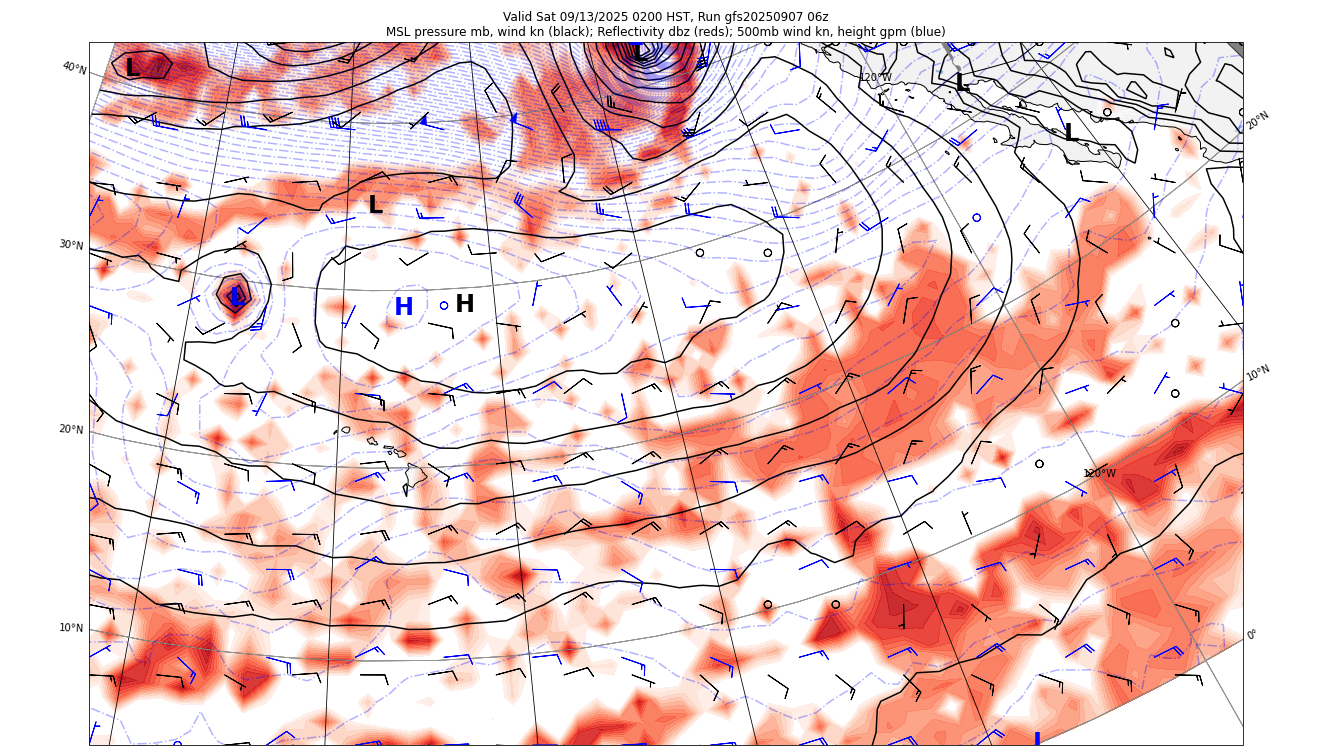 Valid Sat 09/13/2025 0200 HST, Run gfs20250907 06z
MSL pressure mb, wind kn (black); Reflectivity dbz (reds); 500mb wind kn, height gpm (blue)
L
L
40°N
120°W
L
L
20°N
L
30°N
L
H
H
10°N
20°N
120°W
10°N
0°
L